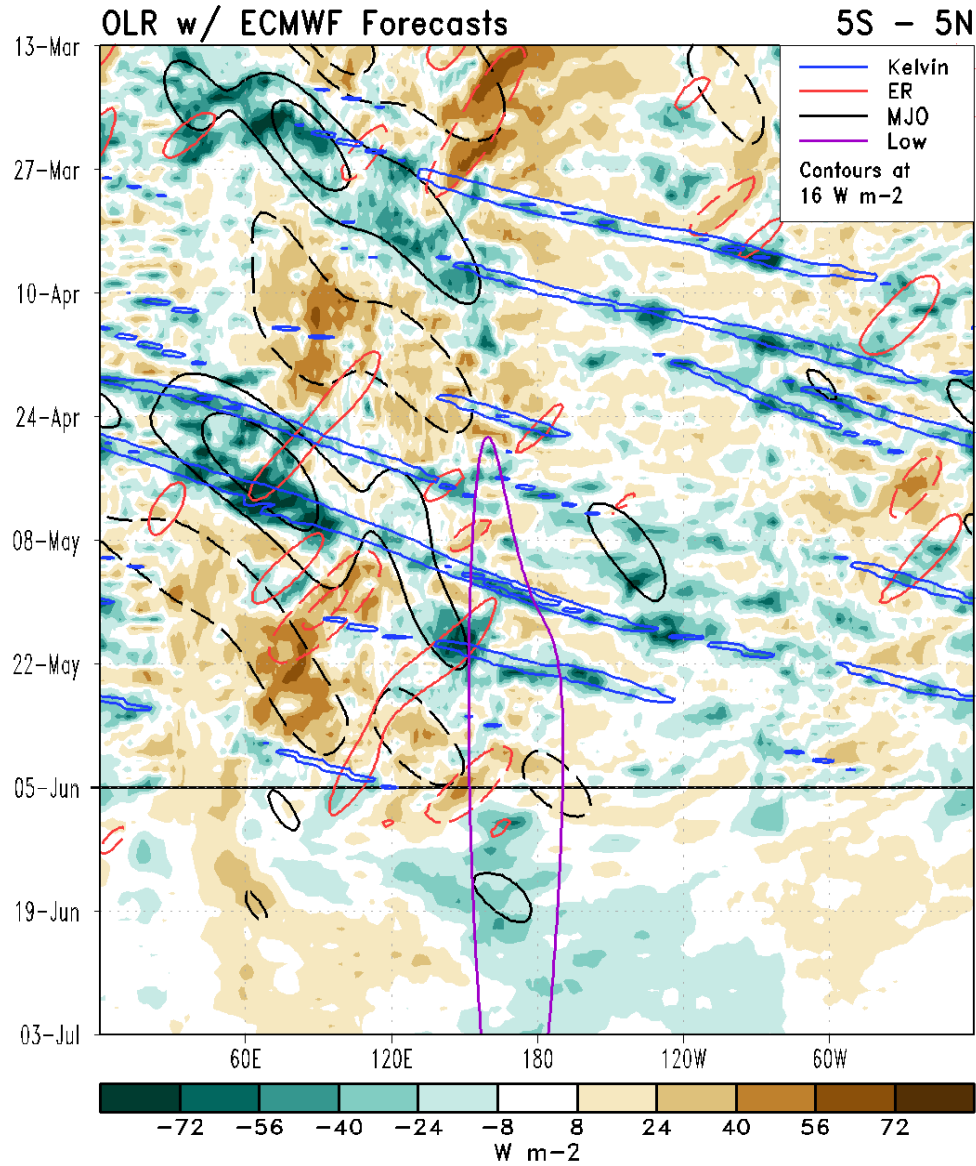 OLR w/ ECMWF Forecasts 5S - 5N
Kelvin
ER
MJO
Low
Contours at
16 W m-2
13-Mar
27-Mar
10-Apr
24-Apr
08-May
22-May
05-Jun
19-Jun
03-Jul
60E 120E 180 120W 60W
-72 -56 -40 -24 -8 8 24 40 56 72
W m-2